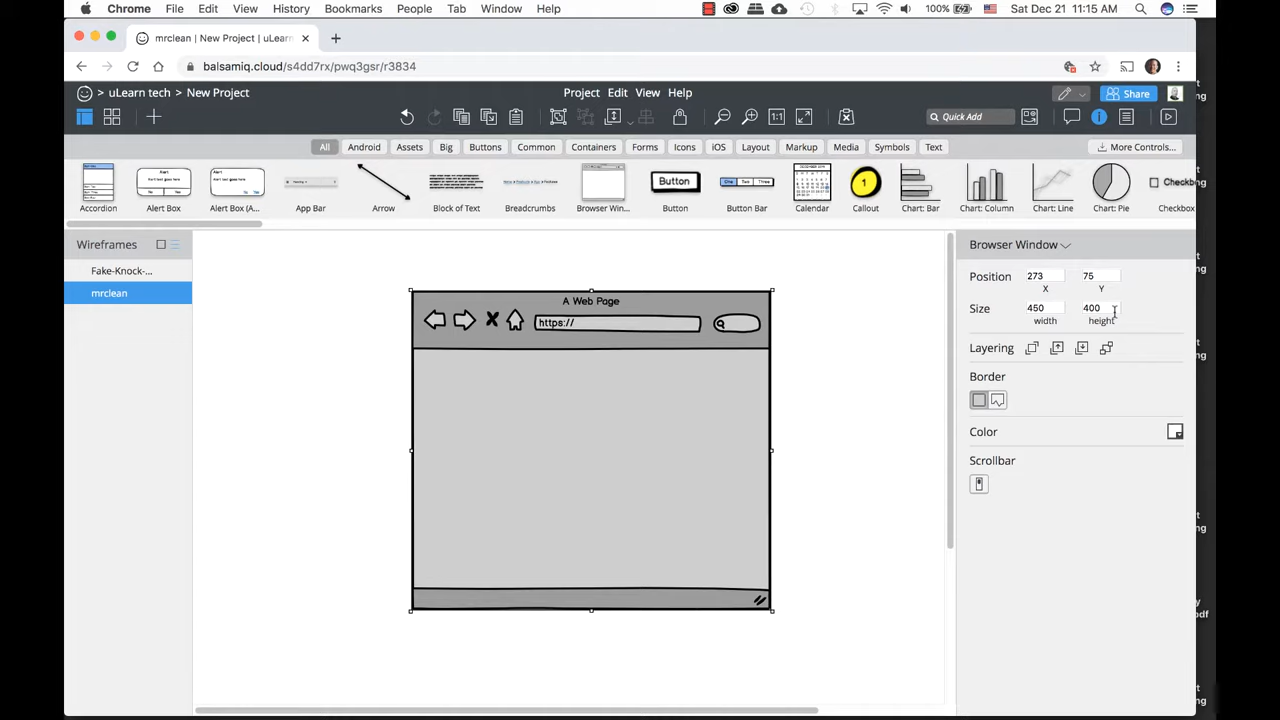 Chrome File Edit View History Bookmarks People Tab Window Help 100% Sat Dec 21 11:15 AM
mrclean | New Project | uLearn
balsamiq.cloud/s4dd7rx/pwq3gsr/r3834
> uLearn tech > New Project Project Edit View Help Share
1:1 Quick Add
All Android Assets Big Buttons Common Containers Forms Icons iOS Layout Markup Media Symbols Text More Controls...
Button 1
Accordion Alert Box Alert Box (A... App Bar Arrow Block of Text Breadcrumbs Browser Win... Button Button Bar Calendar Callout Chart: Bar Chart: Column Chart: Line Chart: Pie Checkbox
Wireframes
Fake-Knock-...
mrclean
A Web Page
https://
Browser Window
Position 273 75
X Y
Size 450 400
width height
Layering
Border
Color
Scrollbar